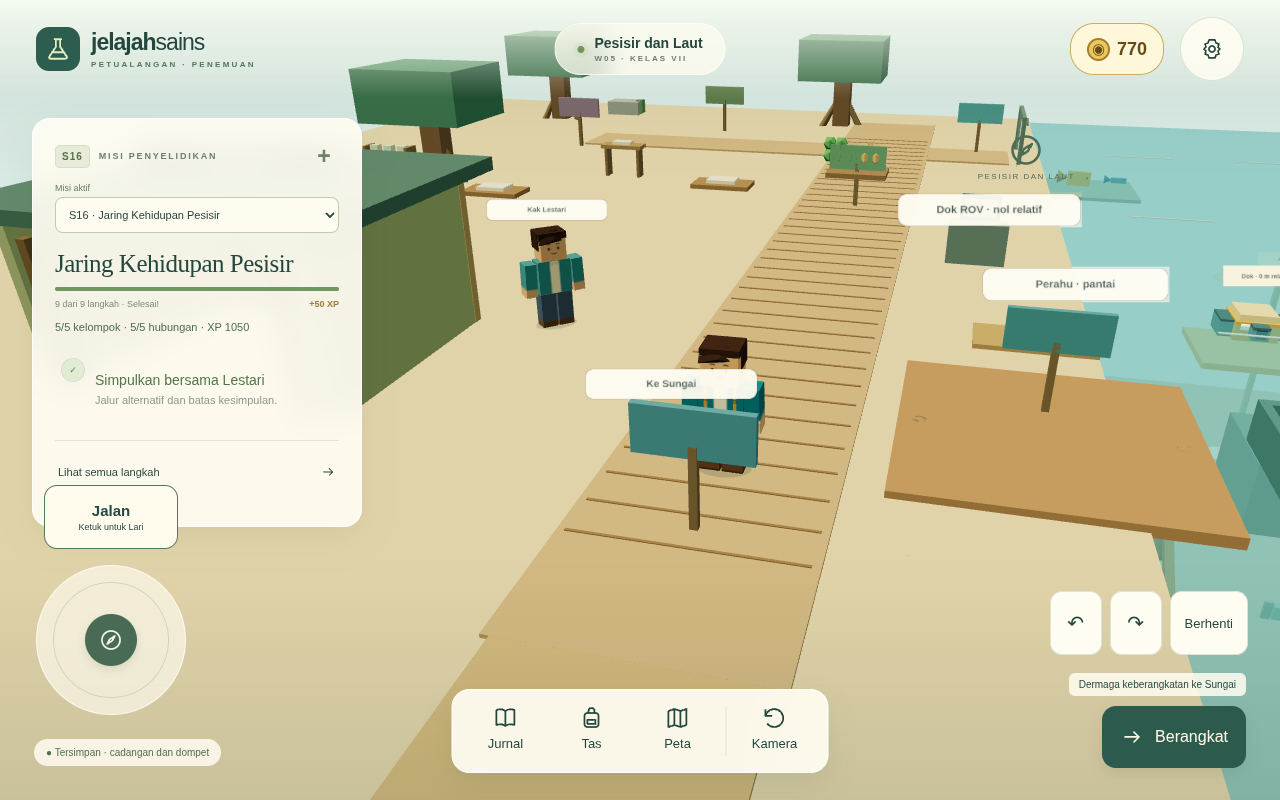 jelajahsains
PETUALANGAN · PENEMUAN
Pesisir dan Laut
W05 · KELAS VII
770
S16 MISI PENYELIDIKAN
Misi aktif
S16 · Jaring Kehidupan Pesisir
Jaring Kehidupan Pesisir
9 dari 9 langkah · Selesai! +50 XP
5/5 kelompok · 5/5 hubungan · XP 1050
Simpulkan bersama Lestari
Jalur alternatif dan batas kesimpulan.
Lihat semua langkah
Jalan
Ketuk untuk Lari
Kak Lestari
PESISIR DAN LAUT
Dok ROV · nol relatif
Perahu · pantai
Dok · 0 m
Ke Sungai
Berhenti
Dermaga keberangkatan ke Sungai
Berangkat
Jurnal
Tas
Peta
Kamera
Tersimpan · cadangan dan dompet